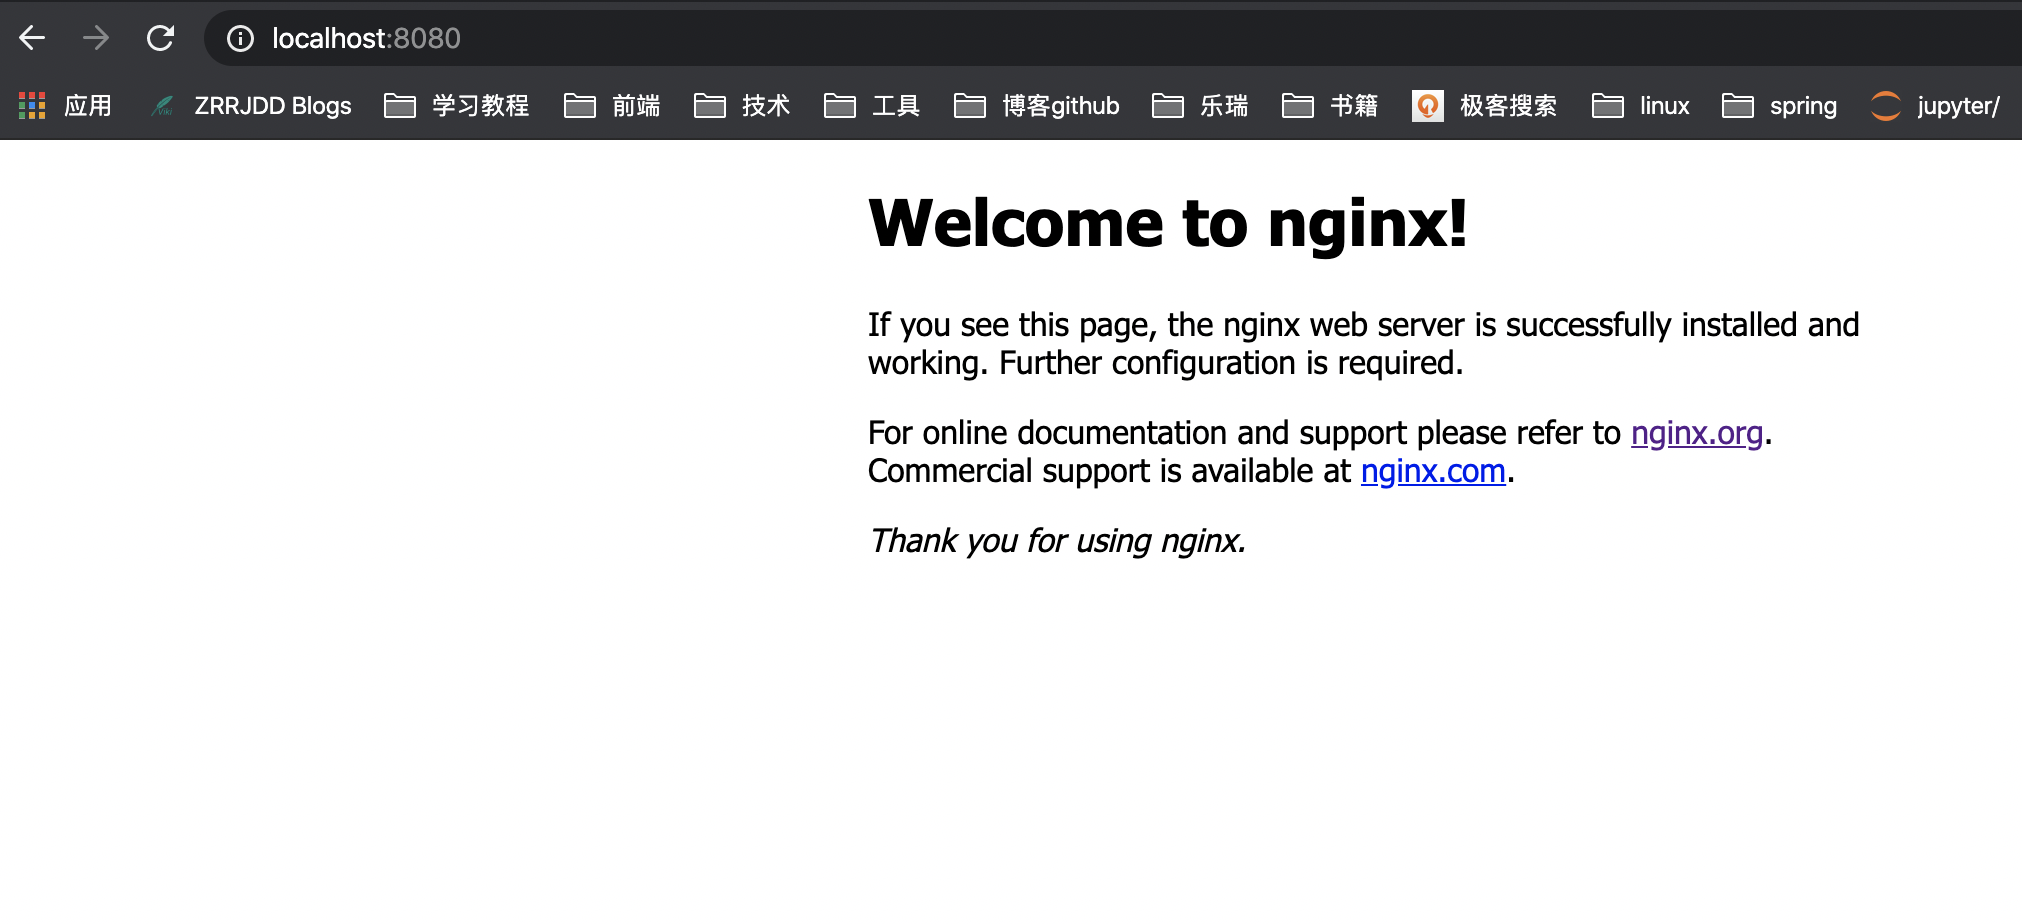 localhost:8080
应用 ZRRJDD Blogs 学习教程 前端 技术 工具 博客github 乐瑞 书籍 极客搜索 linux spring jupyter/
Welcome to nginx!
If you see this page, the nginx web server is successfully installed and
working. Further configuration is required.
For online documentation and support please refer to nginx.org.
Commercial support is available at nginx.com.
Thank you for using nginx.